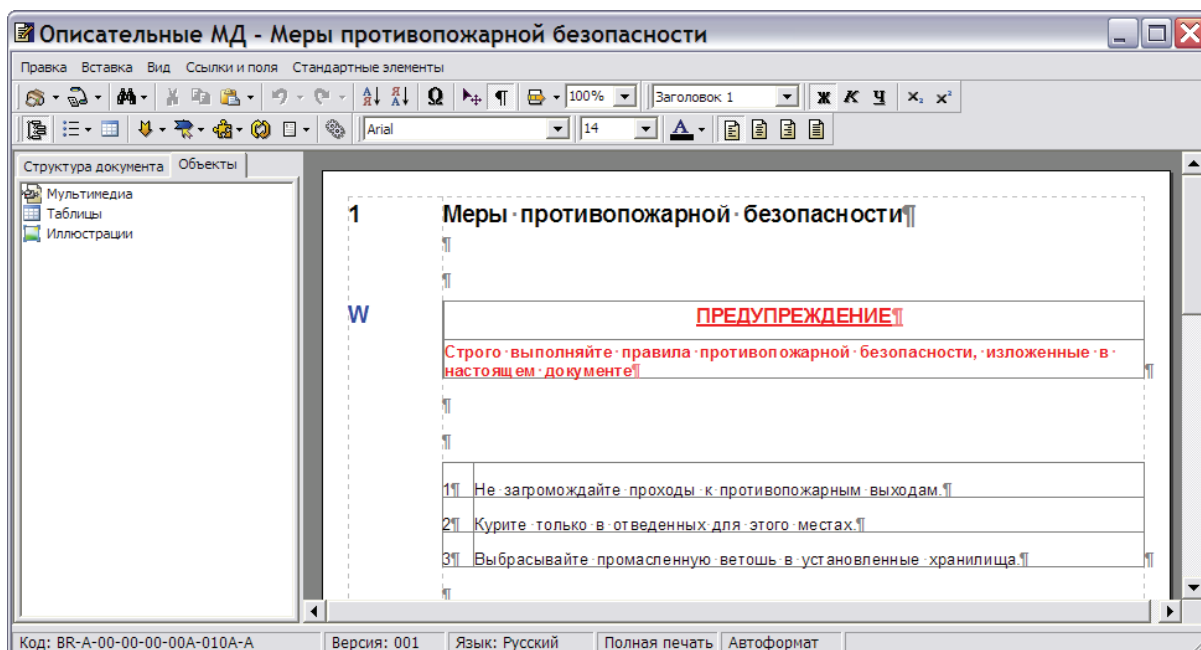 Описательные МД - Меры противопожарной безопасности
Правка Вставка Вид Ссылки и поля Стандартные элементы
100% Заголовок 1 Ж К Ч x₂ x²
Arial 14 A
Структура документа Объекты
Мультимедиа
Таблицы
Иллюстрации
1 Меры·противопожарной·безопасности¶
¶
¶
W ПРЕДУПРЕЖДЕНИЕ¶
Строго·выполняйте·правила·противопожарной·безопасности,·изложенные·в·
настоящем·документе¶ ¶
¶
¶
1¶ Не·загромождайте·проходы·к·противопожарным·выходам.¶
2¶ Курите·только·в·отведенных·для·этого·местах.¶
3¶ Выбрасывайте·промасленную·ветошь·в·установленные·хранилища.¶ ¶
¶
Код: BR-A-00-00-00-00A-010A-A Версия: 001 Язык: Русский Полная печать Автоформат